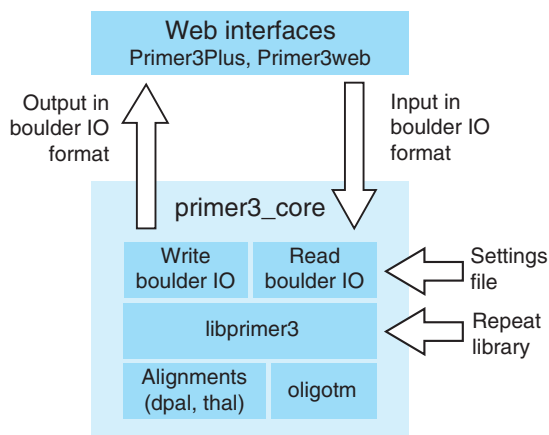 Web interfaces
Primer3Plus, Primer3web
Output in
boulder IO
format
Input in
boulder IO
format
primer3_core
Write
boulder IO
Read
boulder IO
Settings
file
libprimer3
Repeat
library
Alignments
(dpal, thal)
oligotm